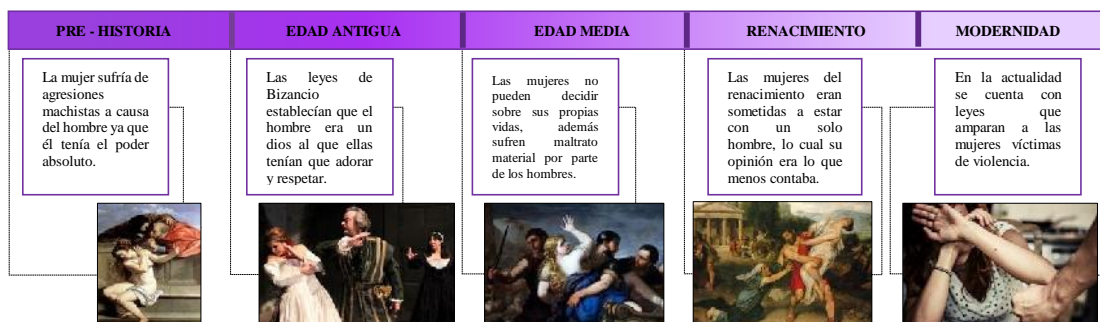 PRE - HISTORIA
EDAD ANTIGUA
EDAD MEDIA
RENACIMIENTO
MODERNIDAD
La mujer sufría de
agresiones
machistas a causa
del hombre ya que
él tenía el poder
absoluto.
Las leyes de
Bizancio
establecían que el
hombre era un
dios al que ellas
tenían que adorar
y respetar.
Las mujeres no
pueden decidir
sobre sus propias
vidas, además
sufren maltrato
material por parte
de los hombres.
Las mujeres del
renacimiento eran
sometidas a estar
con un solo
hombre, lo cual su
opinión era lo que
menos contaba.
En la actualidad
se cuenta con
leyes que
amparan a las
mujeres víctimas
de violencia.